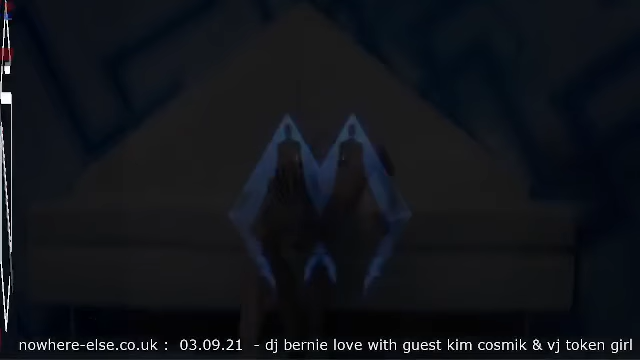 nowhere-else.co.uk :  03.09.21  - dj bernie love with guest kim cosmik & vj token girl